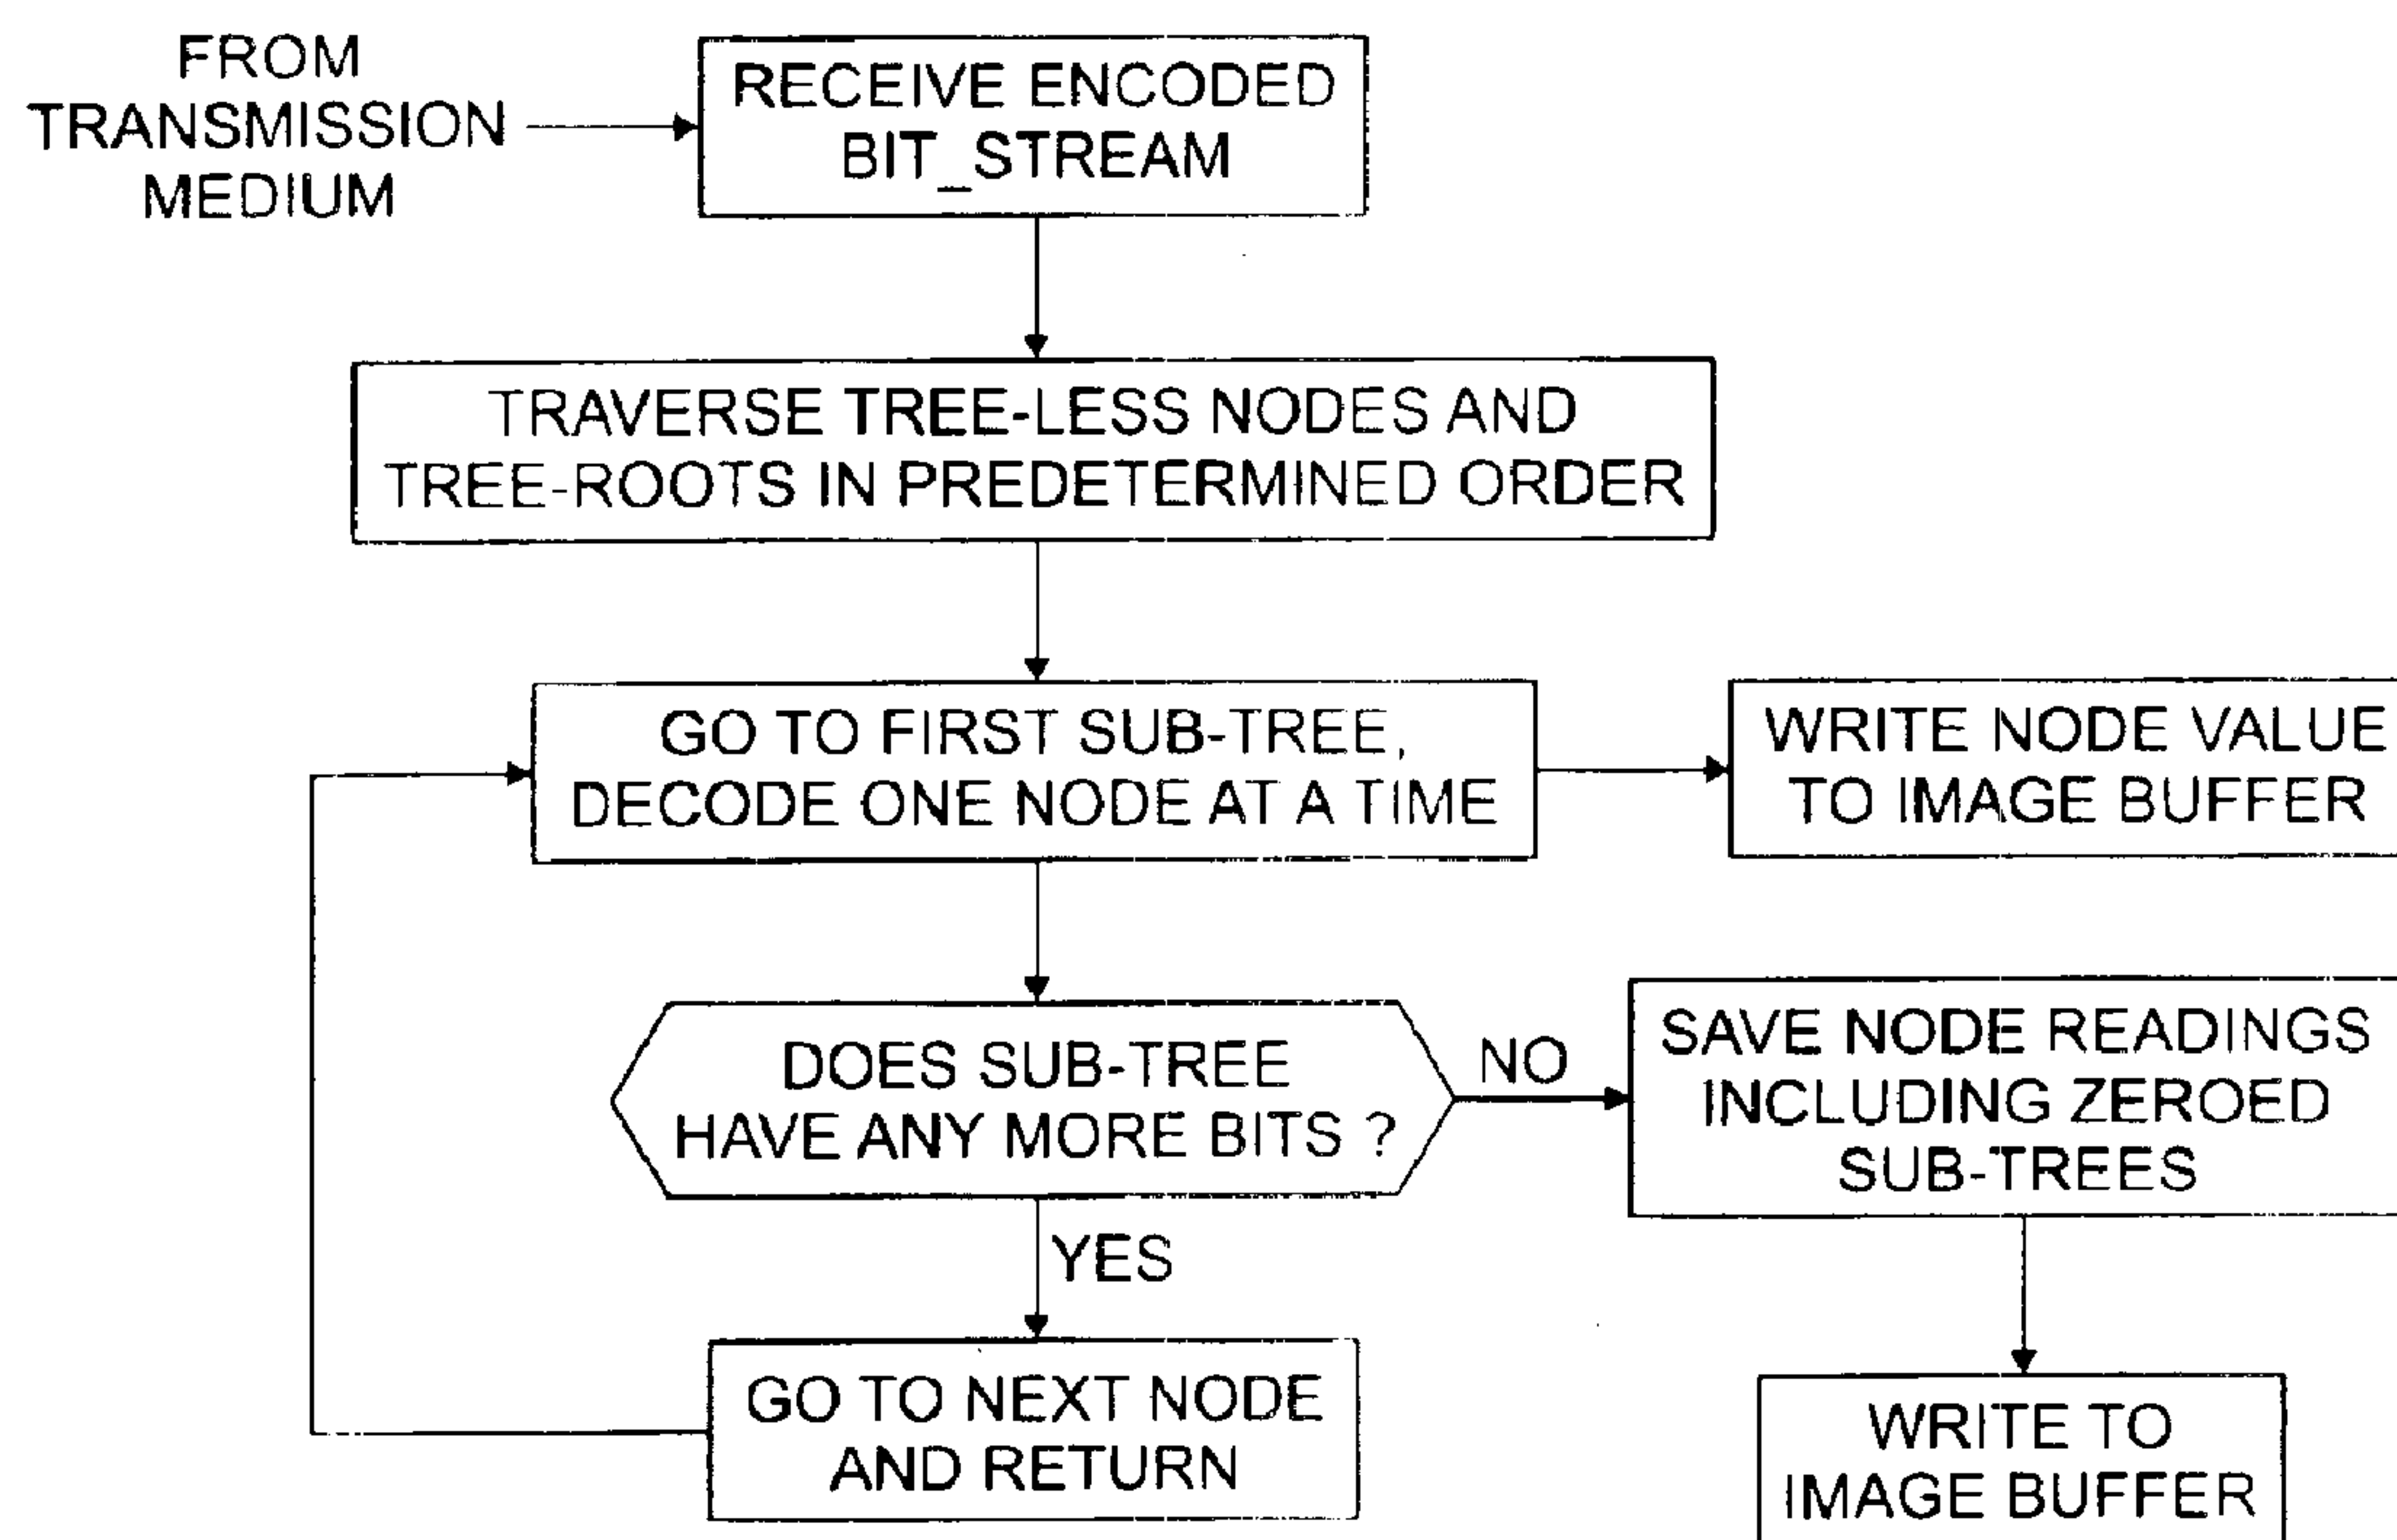 FROM
TRANSMISSION
MEDIUM
RECEIVE ENCODED
BIT_STREAM
TRAVERSE TREE-LESS NODES AND
TREE-ROOTS IN PREDETERMINED ORDER
GO TO FIRST SUB-TREE,
DECODE ONE NODE AT A TIME
WRITE NODE VALUE
TO IMAGE BUFFER
DOES SUB-TREE
HAVE ANY MORE BITS ?
NO
SAVE NODE READINGS
INCLUDING ZEROED
SUB-TREES
YES
GO TO NEXT NODE
AND RETURN
WRITE TO
IMAGE BUFFER